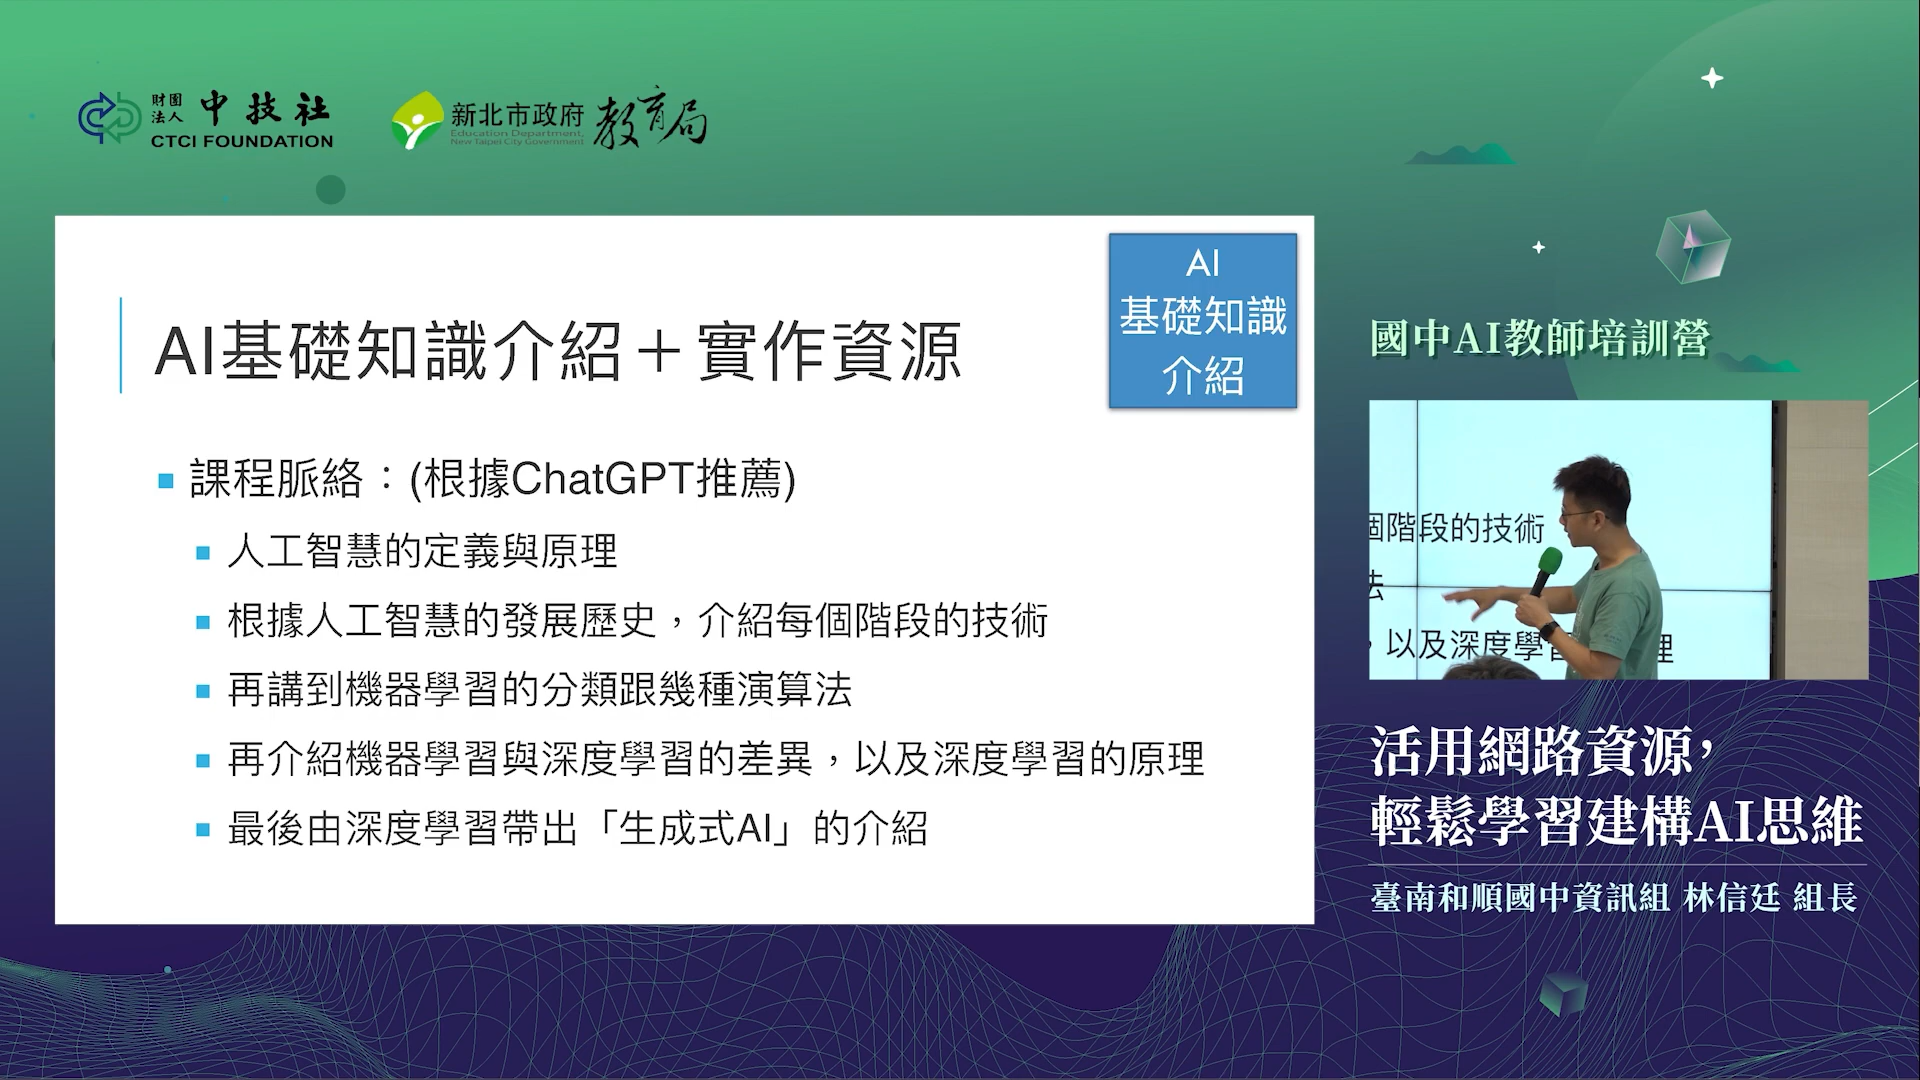 財團法人 中技社
CTCI FOUNDATION
新北市政府 教育局
Education Department,
New Taipei City Government
AI
基礎知識
介紹
AI基礎知識介紹＋實作資源
課程脈絡：(根據ChatGPT推薦)
人工智慧的定義與原理
根據人工智慧的發展歷史，介紹每個階段的技術
再講到機器學習的分類跟幾種演算法
再介紹機器學習與深度學習的差異，以及深度學習的原理
最後由深度學習帶出「生成式AI」的介紹
國中AI教師培訓營
個階段的技術
法
，以及深度學
理
活用網路資源，
輕鬆學習建構AI思維
臺南和順國中資訊組 林信廷 組長